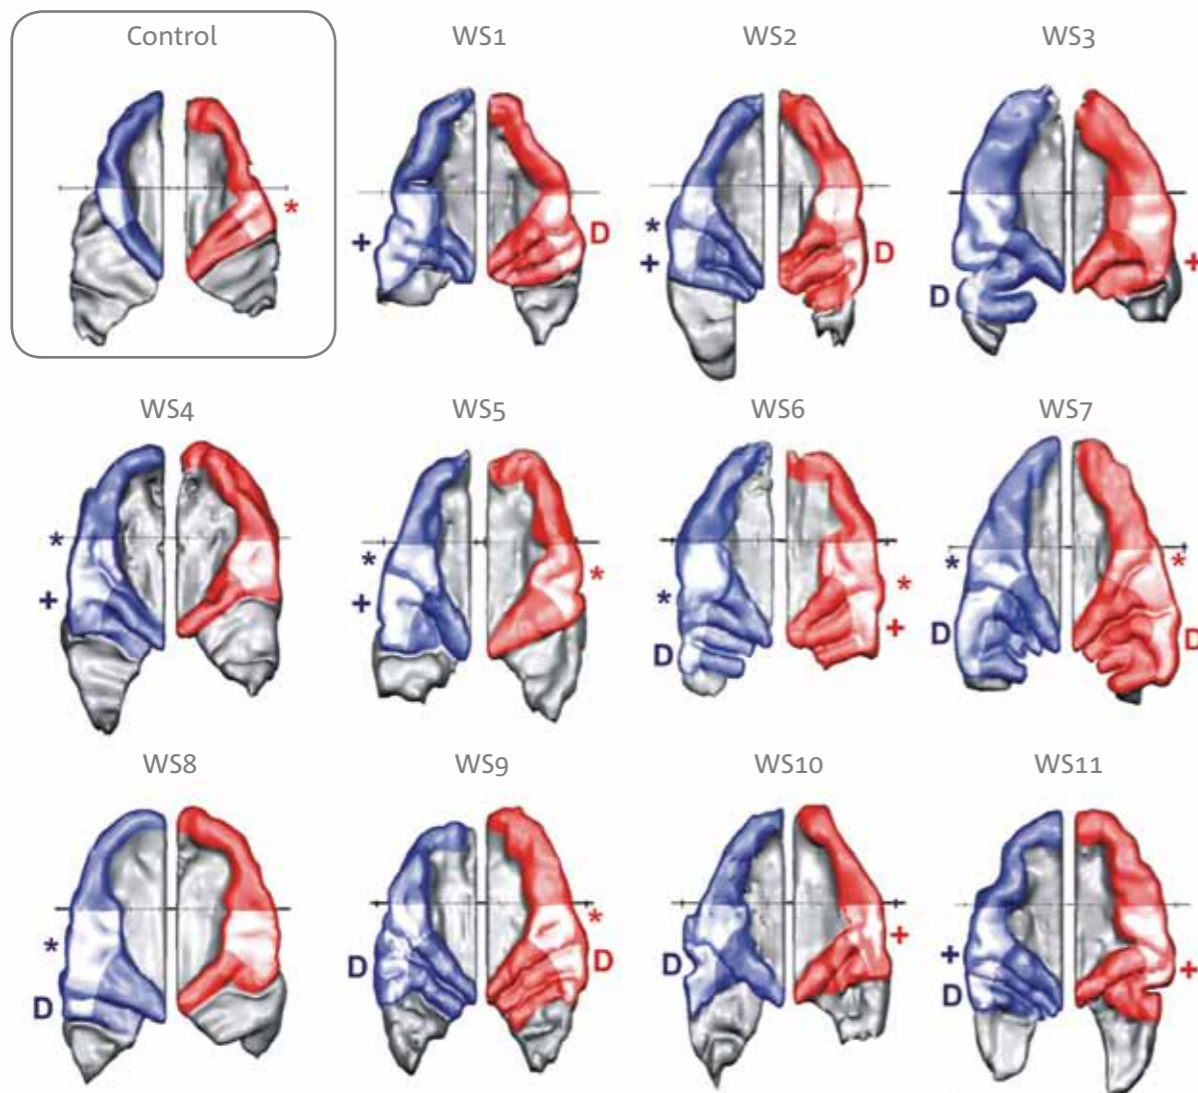 Control WS1 WS2 WS3
*
+ D
*
+ D
+
D
WS4 WS5 WS6 WS7
*
+
* *
+
* *
D +
* *
D D
WS8 WS9 WS10 WS11
*
D
*
D D
D +
+ +
D